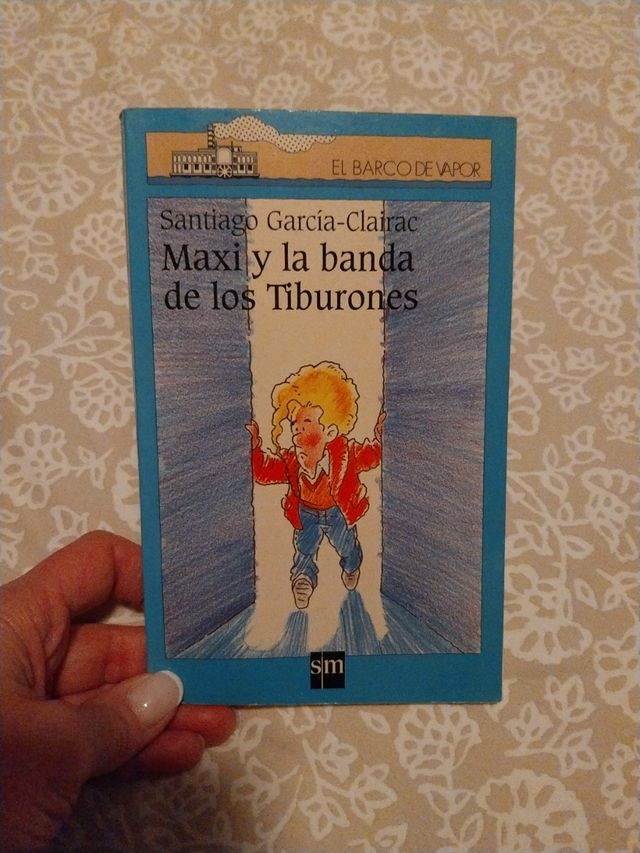 EL BARCO DE VAPOR
Santiago García-Clairac
Maxi y la banda
de los Tiburones
sm